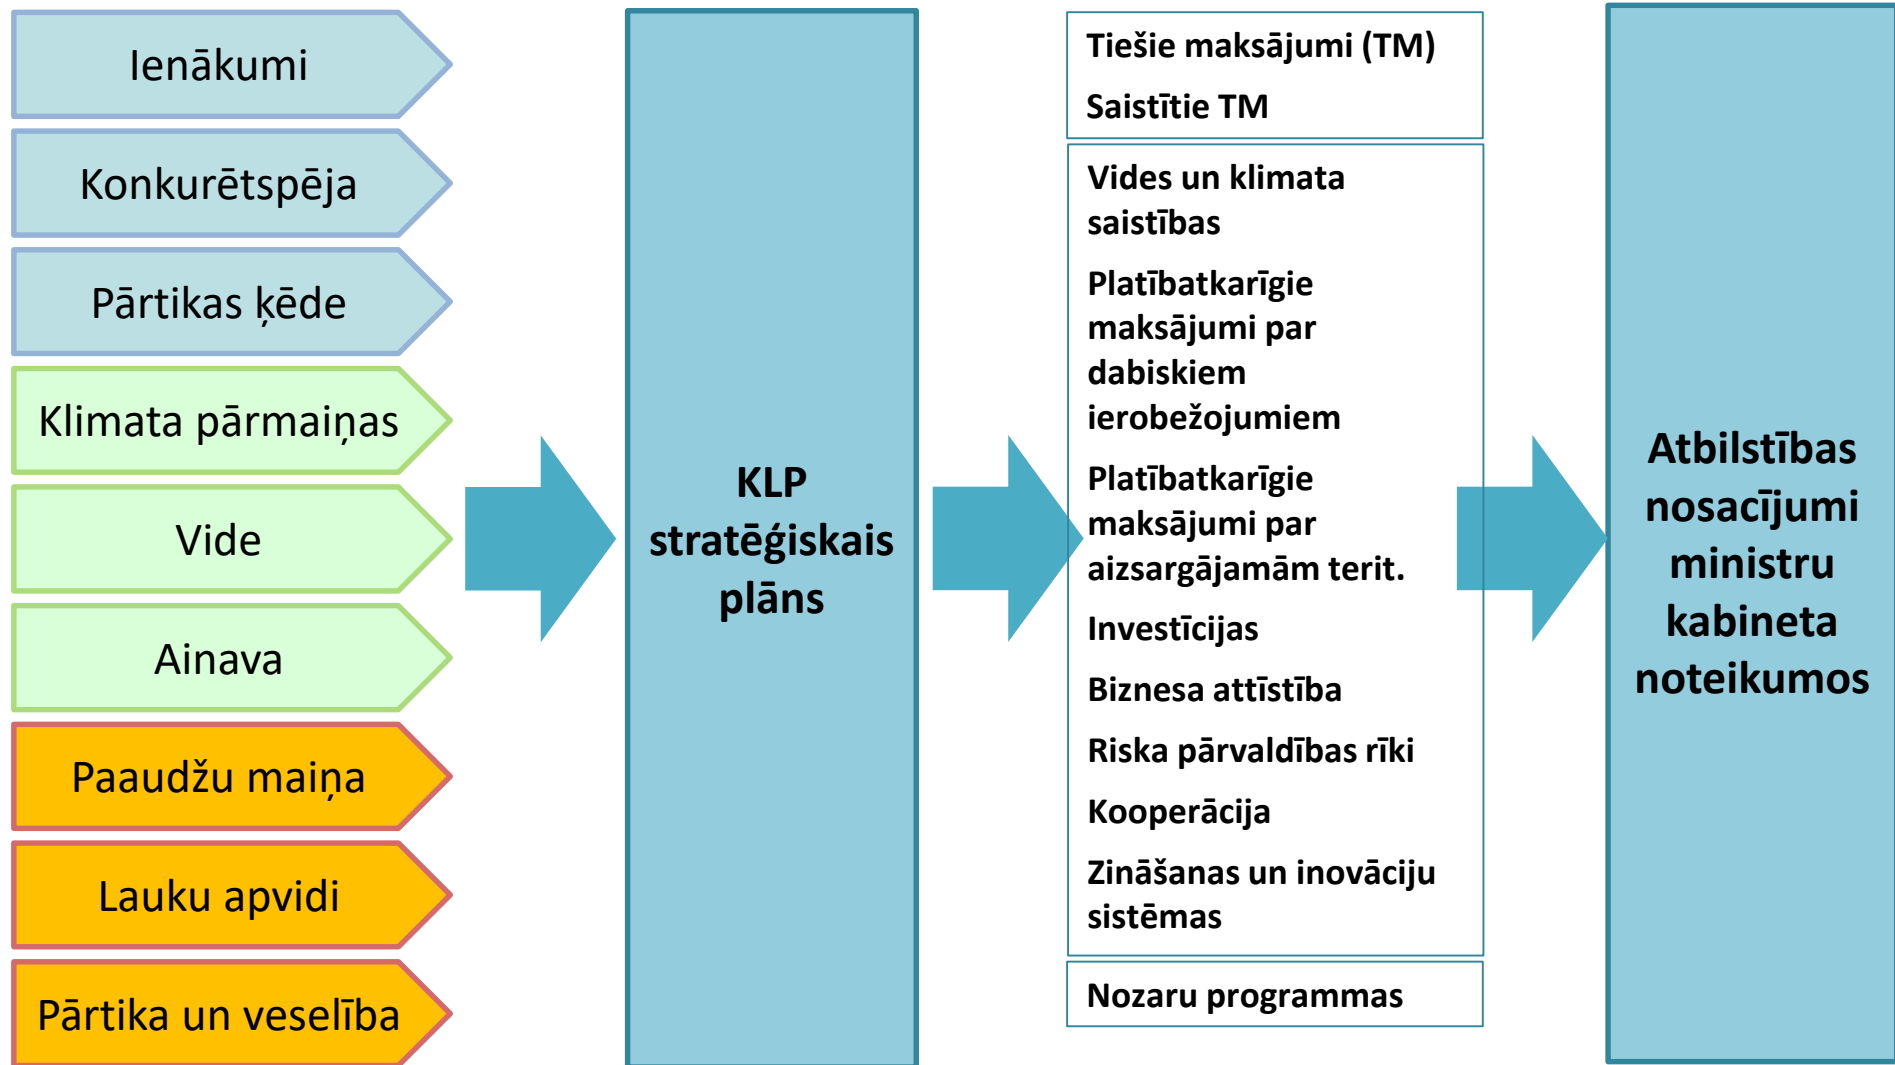 Ienākumi
Konkurētspēja
Pārtikas ķēde
Klimata pārmaiņas
Vide
Ainava
Paaudžu maiņa
Lauku apvidi
Pārtika un veselība
KLP
stratēģiskais
plāns
Tiešie maksājumi (TM)
Saistītie TM
Vides un klimata
saistības
Platībatkarīgie
maksājumi par
dabiskiem
ierobežojumiem
Platībatkarīgie
maksājumi par
aizsargājamām terit.
Investīcijas
Biznesa attīstība
Riska pārvaldības rīki
Kooperācija
Zināšanas un inovāciju
sistēmas
Nozaru programmas
Atbilstības
nosacījumi
ministru
kabineta
noteikumos